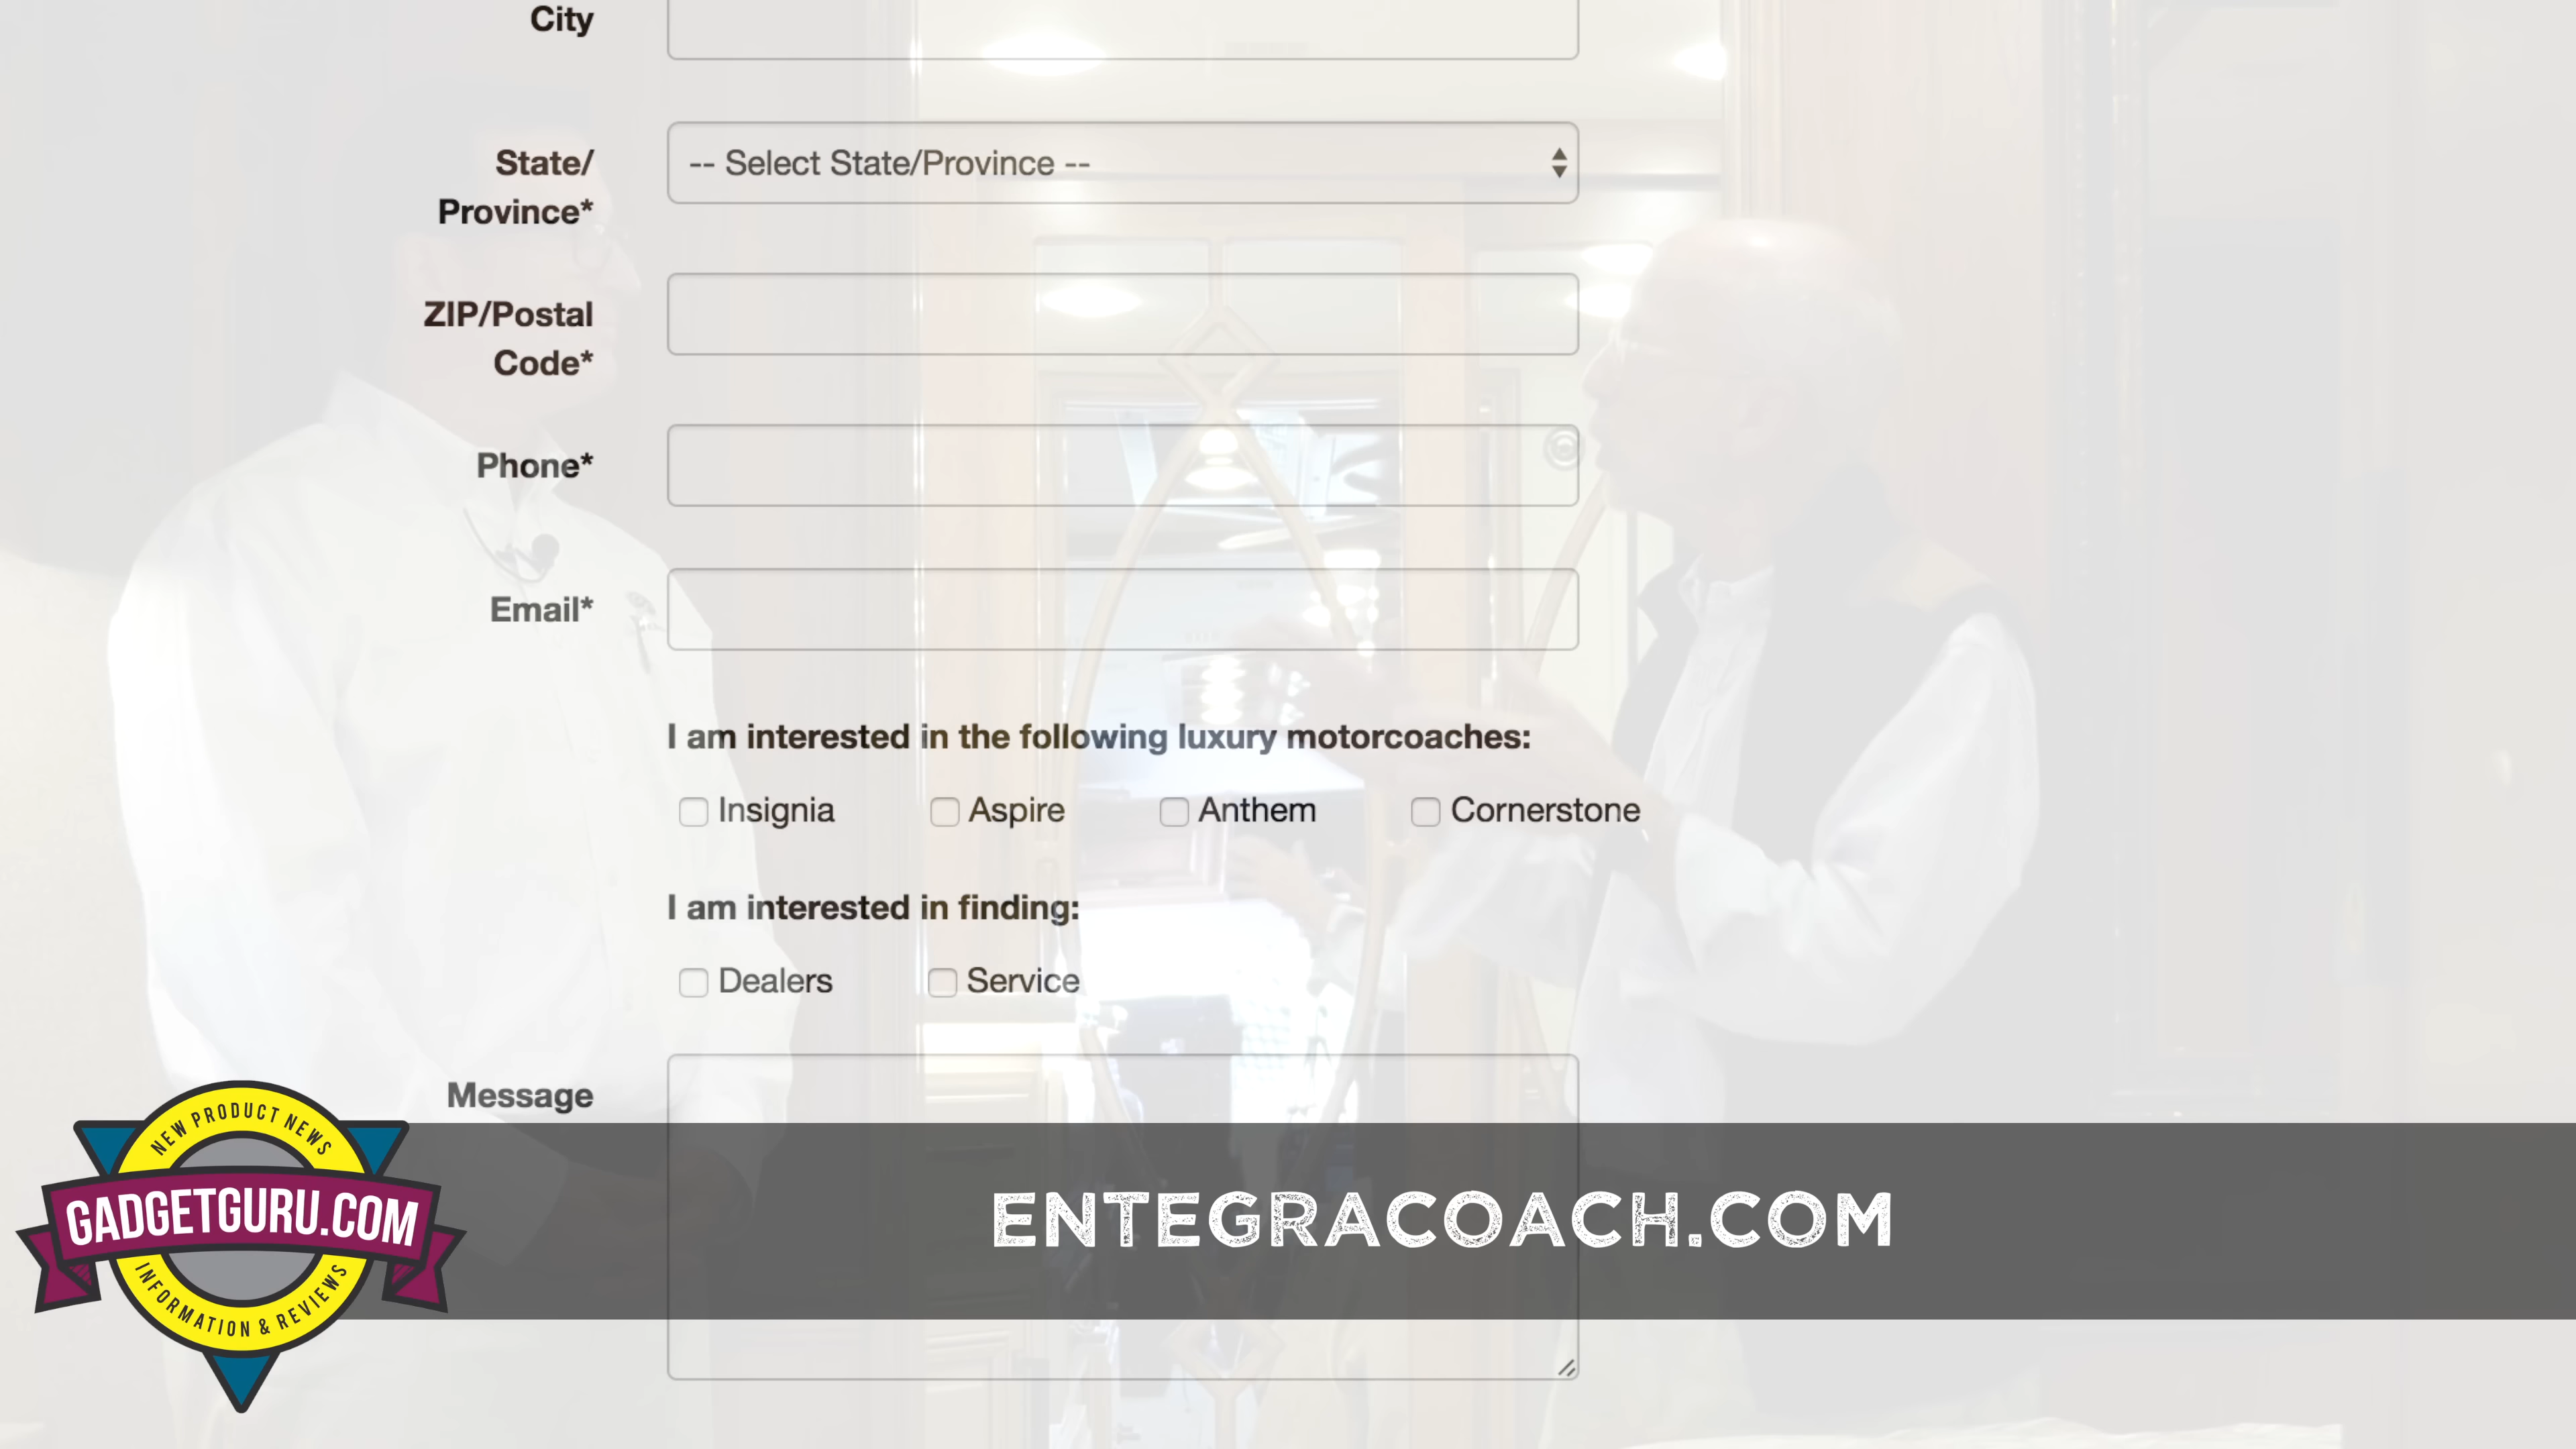 City
State/
Province*
-- Select State/Province --
ZIP/Postal
Code*
Phone*
Email*
I am interested in the following luxury motorcoaches:
Insignia Aspire Anthem Cornerstone
I am interested in finding:
Dealers Service
Message
NEW PRODUCT NEWS
GADGETGURU.COM
INFORMATION & REVIEWS
ENTEGRACOACH.COM